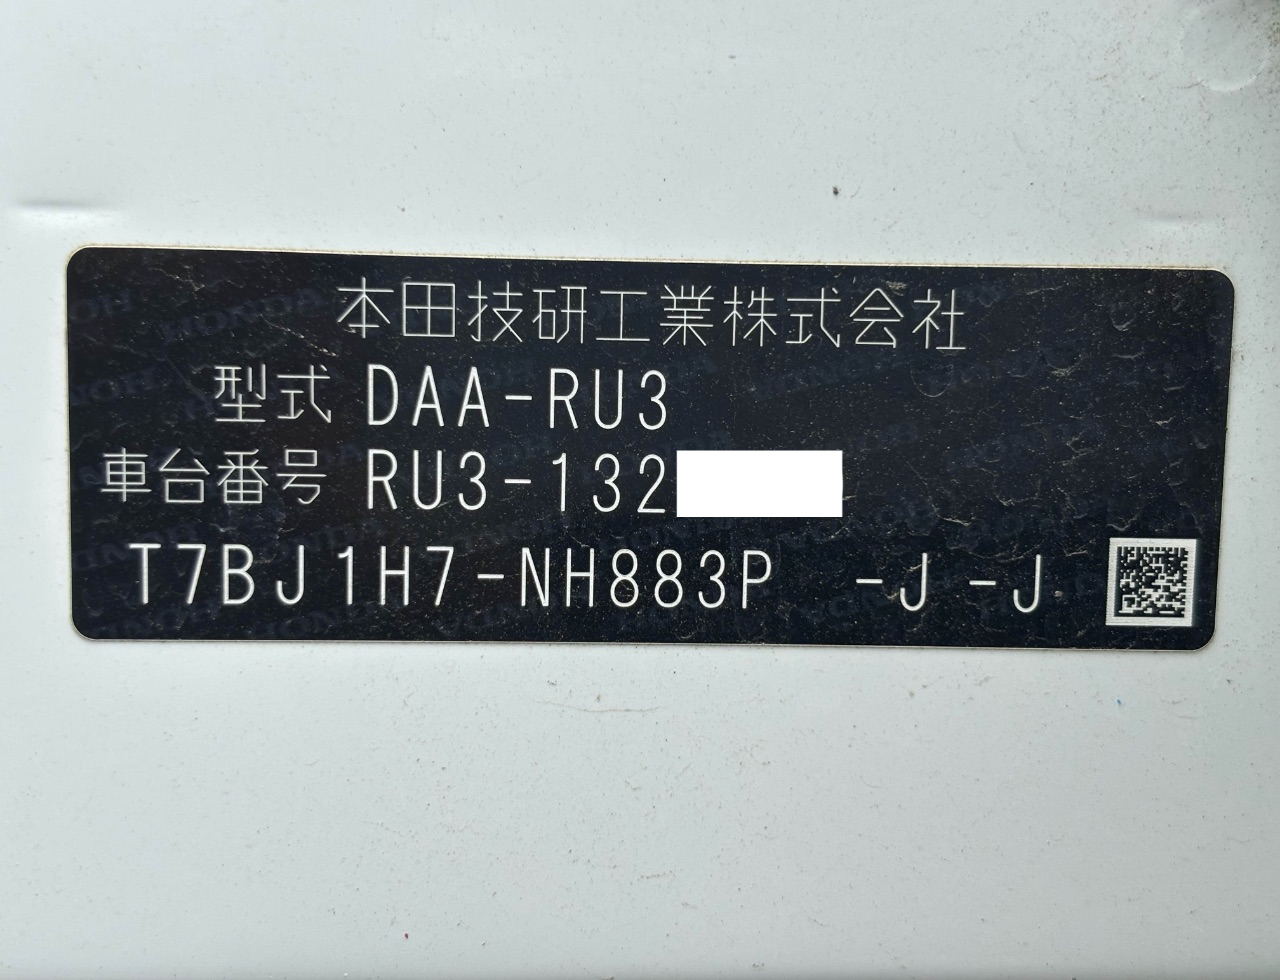 本田技研工業株式会社
型式 DAA-RU3
車台番号 RU3-132
T7BJ1H7-NH883P -J-J